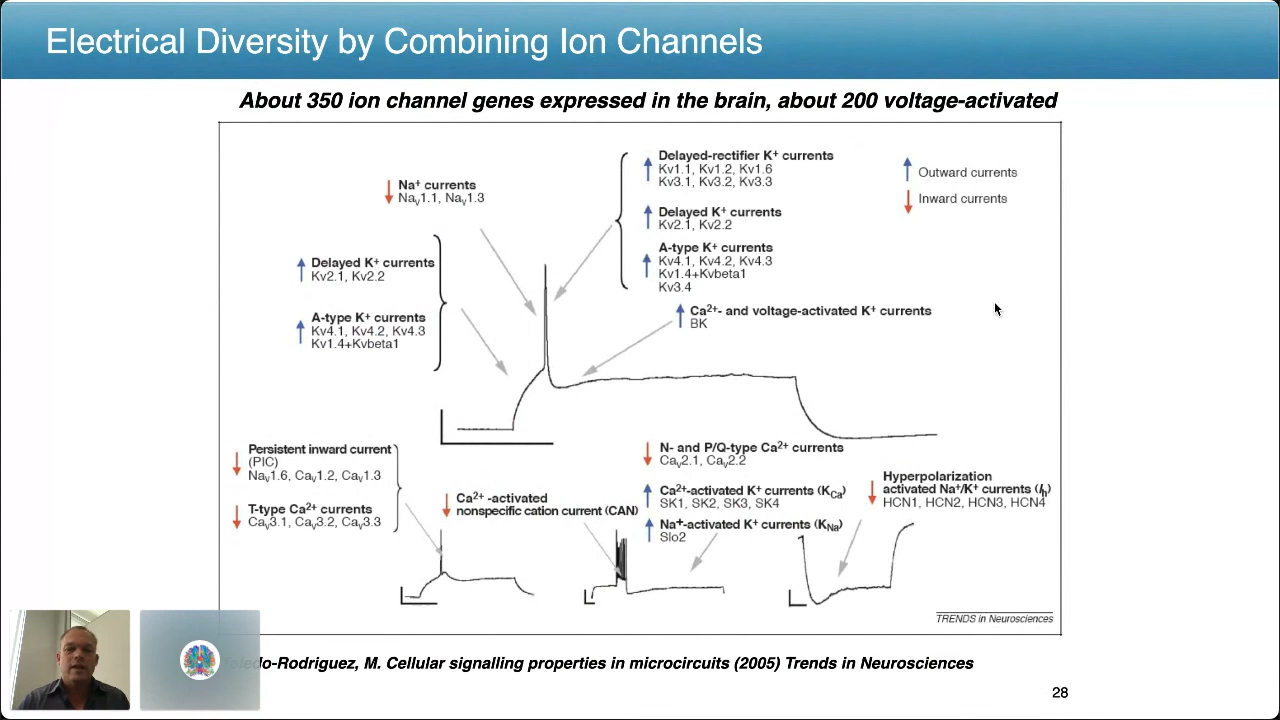 Electrical Diversity by Combining Ion Channels
About 350 ion channel genes expressed in the brain, about 200 voltage-activated
Na⁺ currents
Naᵥ1.1, Naᵥ1.3
Delayed-rectifier K⁺ currents
Kv1.1, Kv1.2, Kv1.6
Kv3.1, Kv3.2, Kv3.3
Delayed K⁺ currents
Kv2.1, Kv2.2
A-type K⁺ currents
Kv4.1, Kv4.2, Kv4.3
Kv1.4+Kvbeta1
Kv3.4
Outward currents
Inward currents
Delayed K⁺ currents
Kv2.1, Kv2.2
A-type K⁺ currents
Kv4.1, Kv4.2, Kv4.3
Kv1.4+Kvbeta1
Ca²⁺- and voltage-activated K⁺ currents
BK
Persistent inward current
(PIC)
Naᵥ1.6, Caᵥ1.2, Caᵥ1.3
T-type Ca²⁺ currents
Caᵥ3.1, Caᵥ3.2, Caᵥ3.3
Ca²⁺ -activated
nonspecific cation current (CAN)
N- and P/Q-type Ca²⁺ currents
Caᵥ2.1, Caᵥ2.2
Ca²⁺-activated K⁺ currents (K_Ca)
SK1, SK2, SK3, SK4
Na⁺-activated K⁺ currents (K_Na)
Slo2
Hyperpolarization
activated Na⁺/K⁺ currents (Iₕ)
HCN1, HCN2, HCN3, HCN4
TRENDS in Neurosciences
Toledo-Rodriguez, M. Cellular signalling properties in microcircuits (2005) Trends in Neurosciences
28